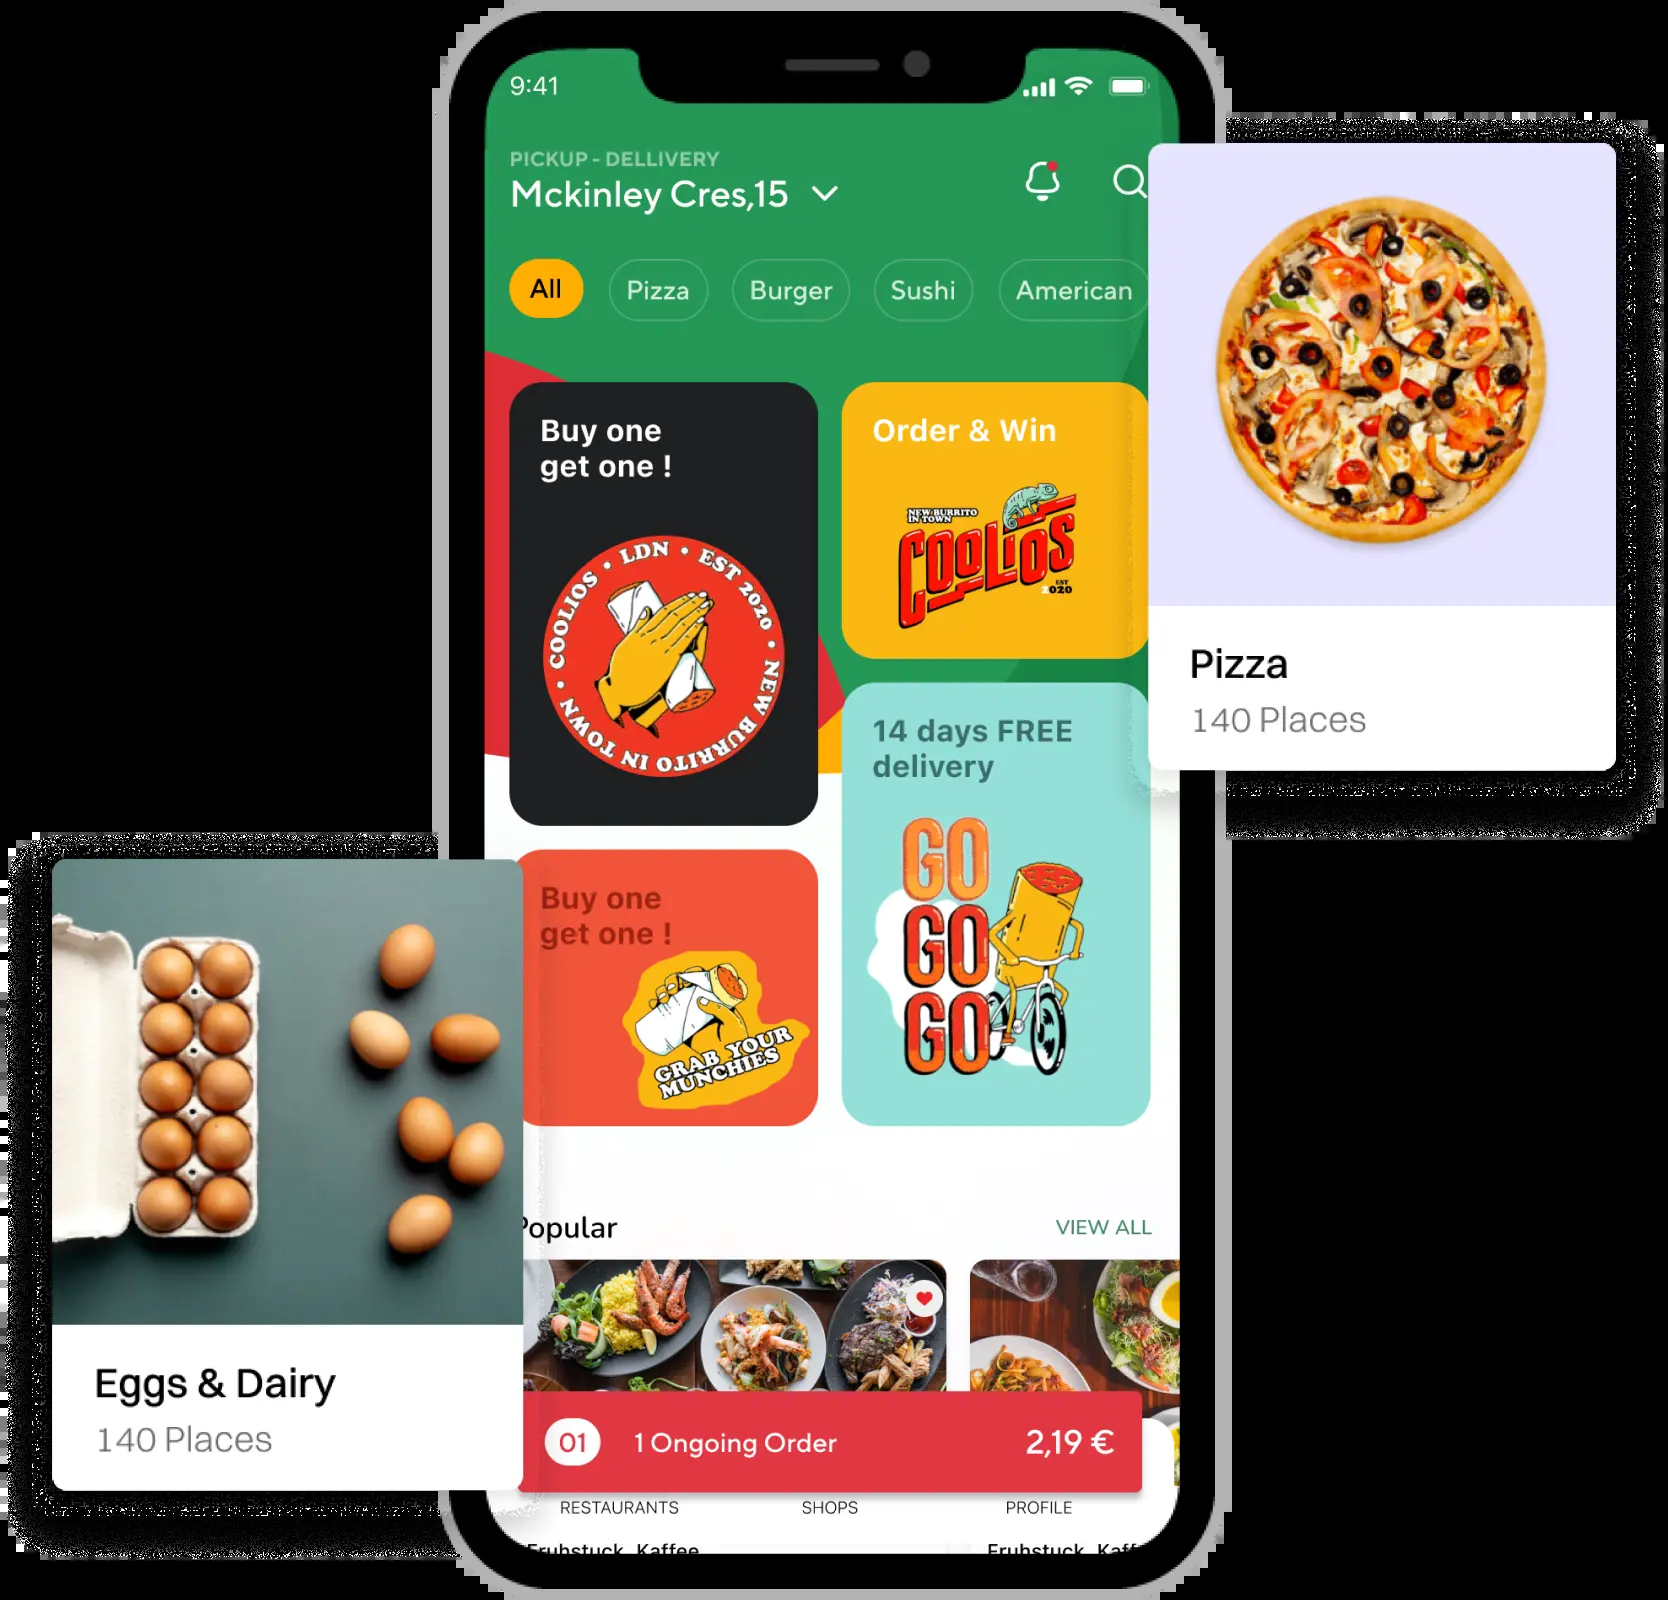 9:41
PICKUP - DELLIVERY
Mckinley Cres,15
All
Pizza
Burger
Sushi
American
Buy one
get one !
COOLIOS • LDN • EST 2020 • NEW BURRITO IN TOWN •
Order & Win
NEW BURRITO
IN TOWN
COOLIOS
EST
2020
Pizza
140 Places
14 days FREE
delivery
GO
GO
GO
Buy one
get one !
GRAB YOUR
MUNCHIES
Eggs & Dairy
140 Places
Popular
VIEW ALL
01
1 Ongoing Order
2,19 €
RESTAURANTS
SHOPS
PROFILE
Fruhstuck, Kaffee
Fruhstuck, Kaff